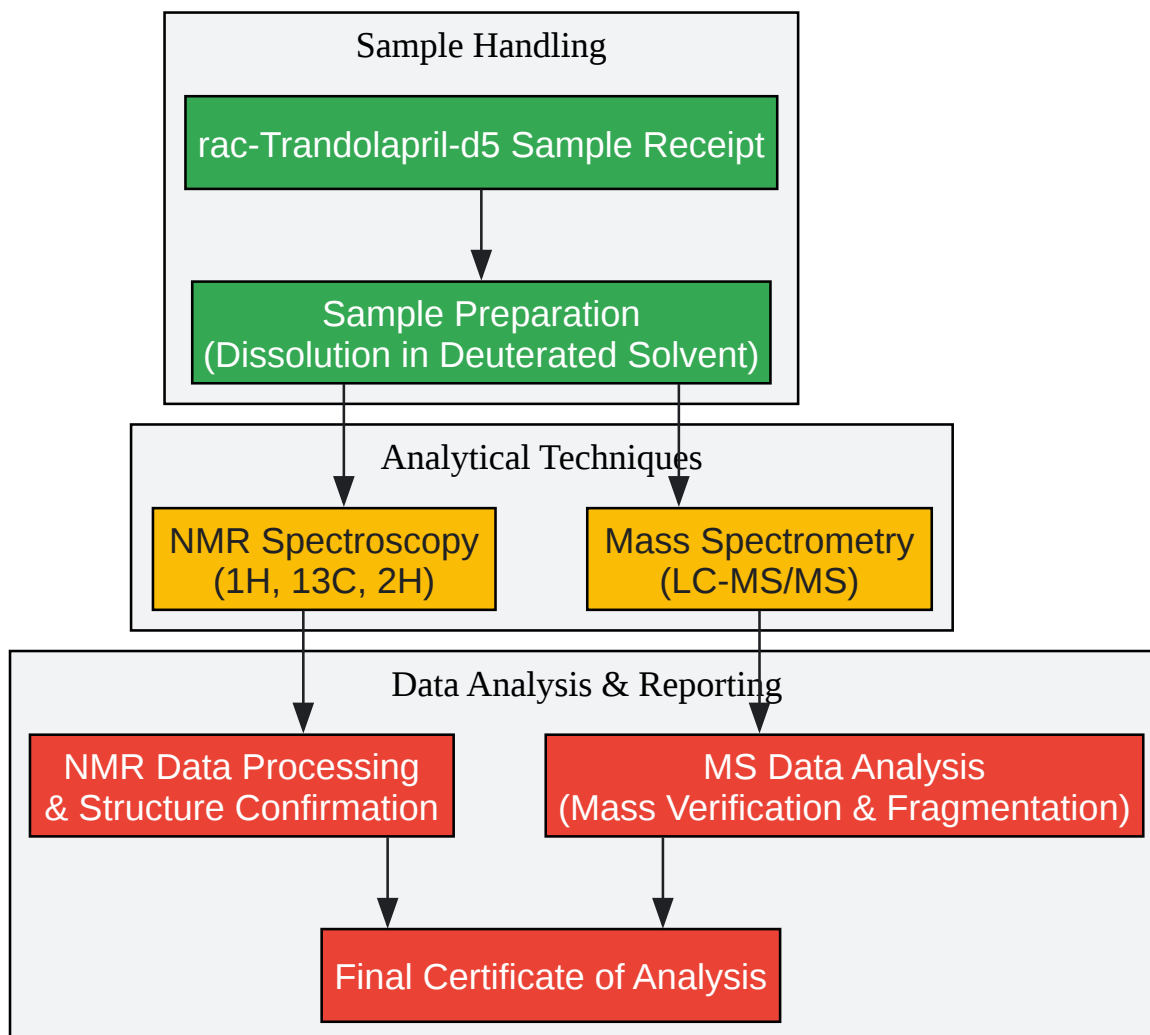 Sample Handling
rac-Trandolapril-d5 Sample Receipt
Sample Preparation
(Dissolution in Deuterated Solvent)
Analytical Techniques
NMR Spectroscopy
(1H, 13C, 2H)
Mass Spectrometry
(LC-MS/MS)
Data Analysis & Reporting
NMR Data Processing
& Structure Confirmation
MS Data Analysis
(Mass Verification & Fragmentation)
Final Certificate of Analysis